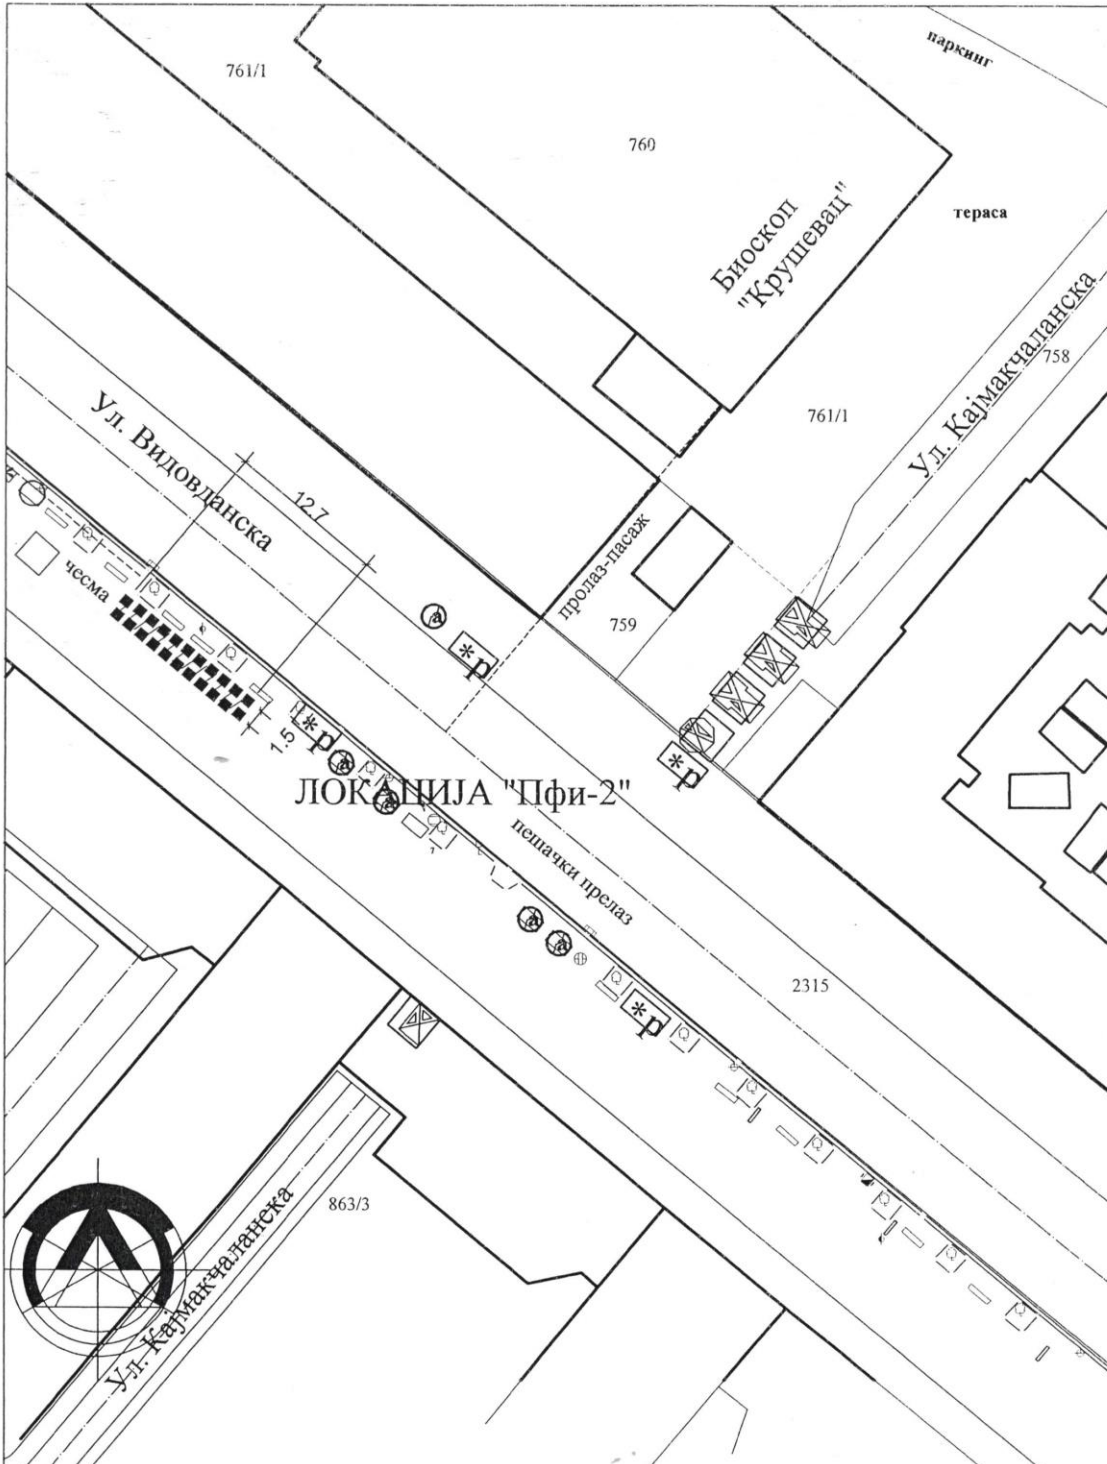 паркинг
761/1
760
тераса
Биоскоп
"Крушевац"
Ул. Кајмакчаланска
758
761/1
Ул. Видовданска
12.7
пролаз-пасаж
чесма
759
*р
*р
1.5
*р
ЛОКАЦИЈА "Пфи-2"
пешачки прелаз
2315
*р
863/3
Ул. Кајмакчаланска